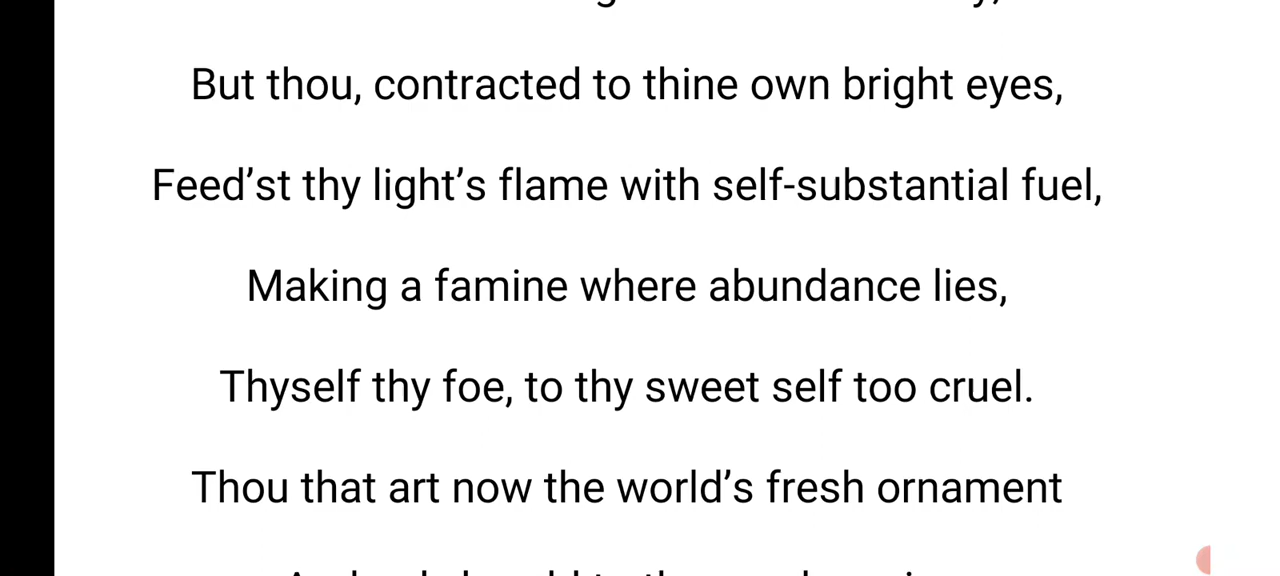 But thou, contracted to thine own bright eyes,
Feed’st thy light’s flame with self-substantial fuel,
Making a famine where abundance lies,
Thyself thy foe, to thy sweet self too cruel.
Thou that art now the world’s fresh ornament